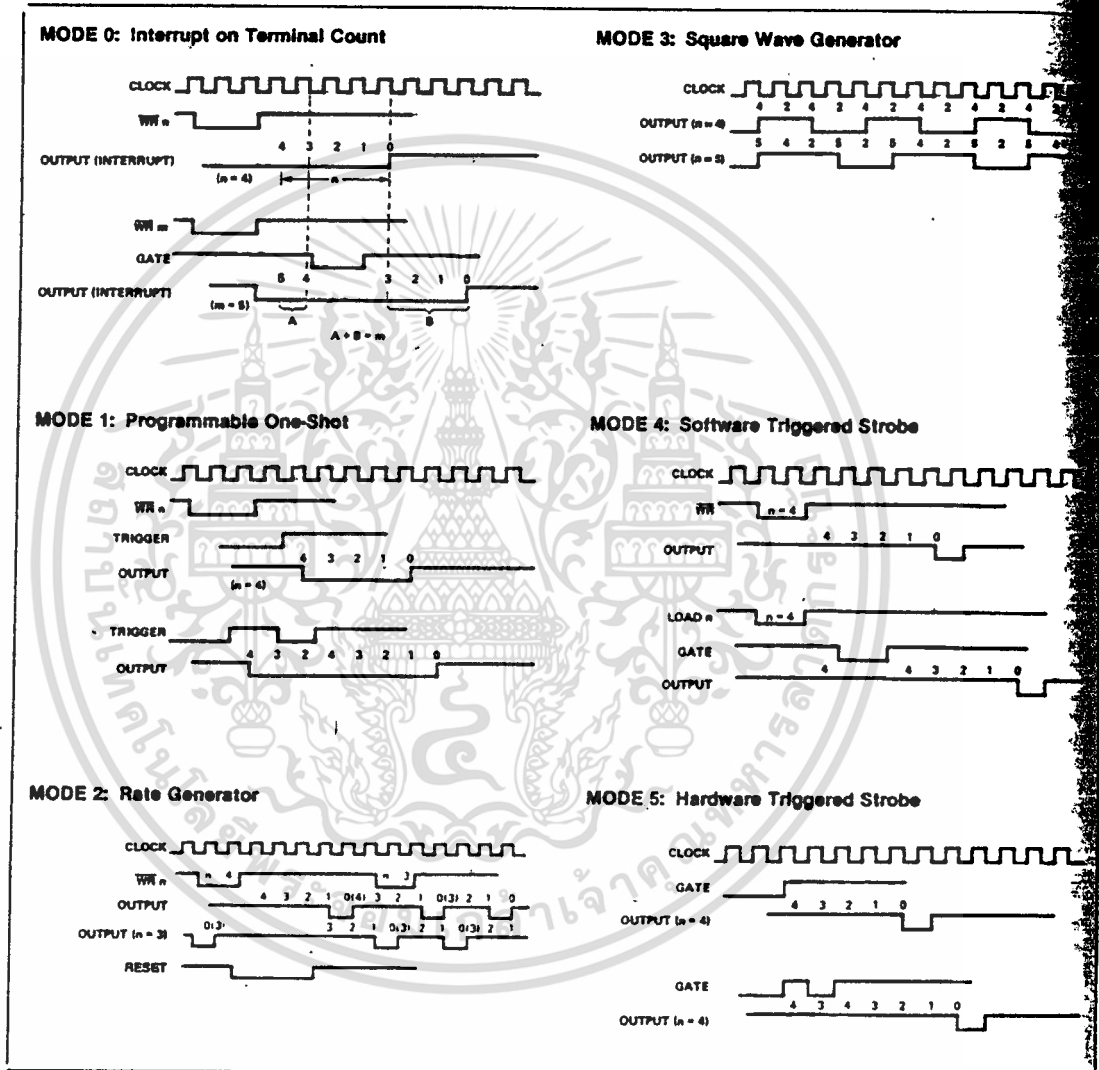 MODE 0: Interrupt on Terminal Count
CLOCK
WR n
4 3 2 1 0
OUTPUT (INTERRUPT)
(n = 4)
n
WR m
GATE
5 4 3 2 1 0
OUTPUT (INTERRUPT)
(m = 5)
A B
A + B = m
MODE 1: Programmable One-Shot
CLOCK
WR n
TRIGGER
4 3 2 1 0
OUTPUT
(n = 4)
TRIGGER
4 3 2 4 3 2 1 0
OUTPUT
MODE 2: Rate Generator
CLOCK
WR n
n 4
n 3
4 3 2 1 0(4) 3 2 1 0(3) 2 1 0
OUTPUT
0(3) 3 2 1 0(3) 2 1 0(3) 2 1
OUTPUT (n = 3)
RESET
MODE 3: Square Wave Generator
CLOCK
4 2 4 2 4 2 4 2 4 2 4 2
OUTPUT (n = 4)
5 4 2 5 2 5 4 2 5 2 5 4
OUTPUT (n = 5)
MODE 4: Software Triggered Strobe
CLOCK
WR
n = 4
4 3 2 1 0
OUTPUT
LOAD n
n = 4
GATE
4 4 3 2 1 0
OUTPUT
MODE 5: Hardware Triggered Strobe
CLOCK
GATE
4 3 2 1 0
OUTPUT (n = 4)
GATE
4 3 4 3 2 1 0
OUTPUT (n = 4)